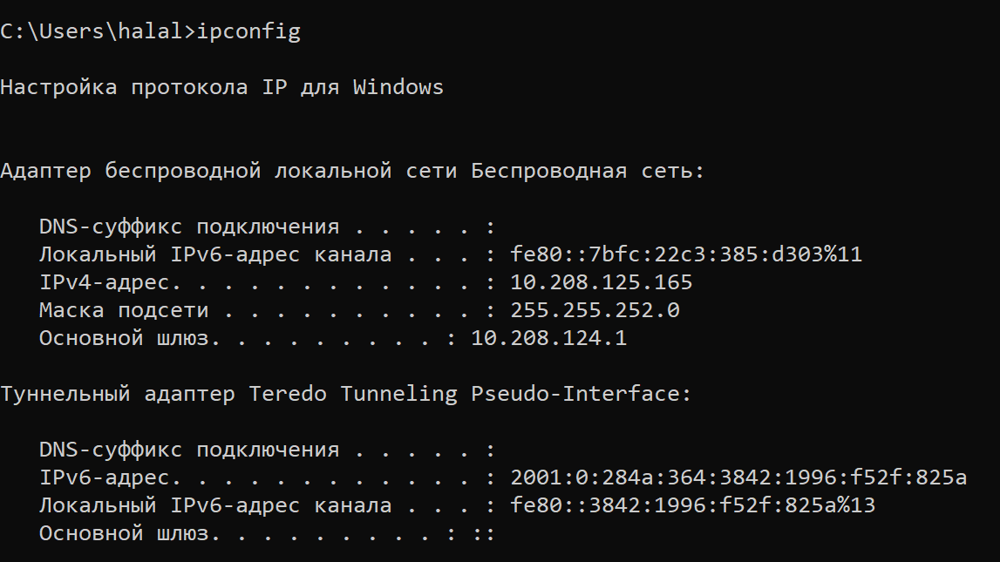 C:\Users\halal>ipconfig
Настройка протокола IP для Windows
Адаптер беспроводной локальной сети Беспроводная сеть:
DNS-суффикс подключения . . . . . :
Локальный IPv6-адрес канала . . . : fe80::7bfc:22c3:385:d303%11
IPv4-адрес. . . . . . . . . . . . : 10.208.125.165
Маска подсети . . . . . . . . . . : 255.255.252.0
Основной шлюз. . . . . . . . . : 10.208.124.1
Туннельный адаптер Teredo Tunneling Pseudo-Interface:
DNS-суффикс подключения . . . . . :
IPv6-адрес. . . . . . . . . . . . : 2001:0:284a:364:3842:1996:f52f:825a
Локальный IPv6-адрес канала . . . : fe80::3842:1996:f52f:825a%13
Основной шлюз. . . . . . . . . : ::